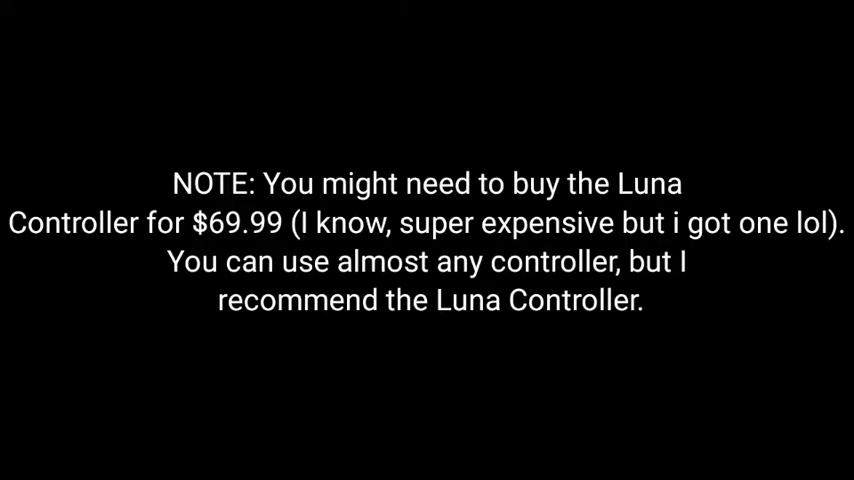 NOTE: You might need to buy the Luna
Controller for $69.99 (I know, super expensive but i got one lol).
You can use almost any controller, but I
recommend the Luna Controller.